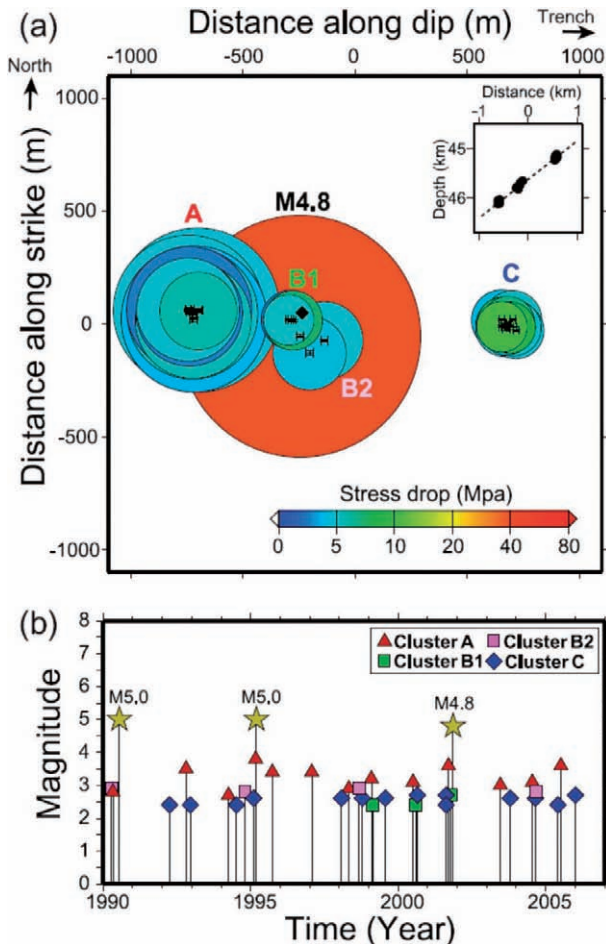 (a)
Distance along dip (m)
Trench
North
-1000 -500 0 500 1000
Distance along strike (m)
1000
500
0
-500
-1000
Distance (km)
-1 0 1
Depth (km)
45
46
M4.8
A
B1
B2
C
Stress drop (Mpa)
0 5 10 20 40 80
(b)
Magnitude
8
7
6
5
4
3
2
1
0
Cluster A
Cluster B2
Cluster B1
Cluster C
M5.0
M5.0
M4.8
1990 1995 2000 2005
Time (Year)